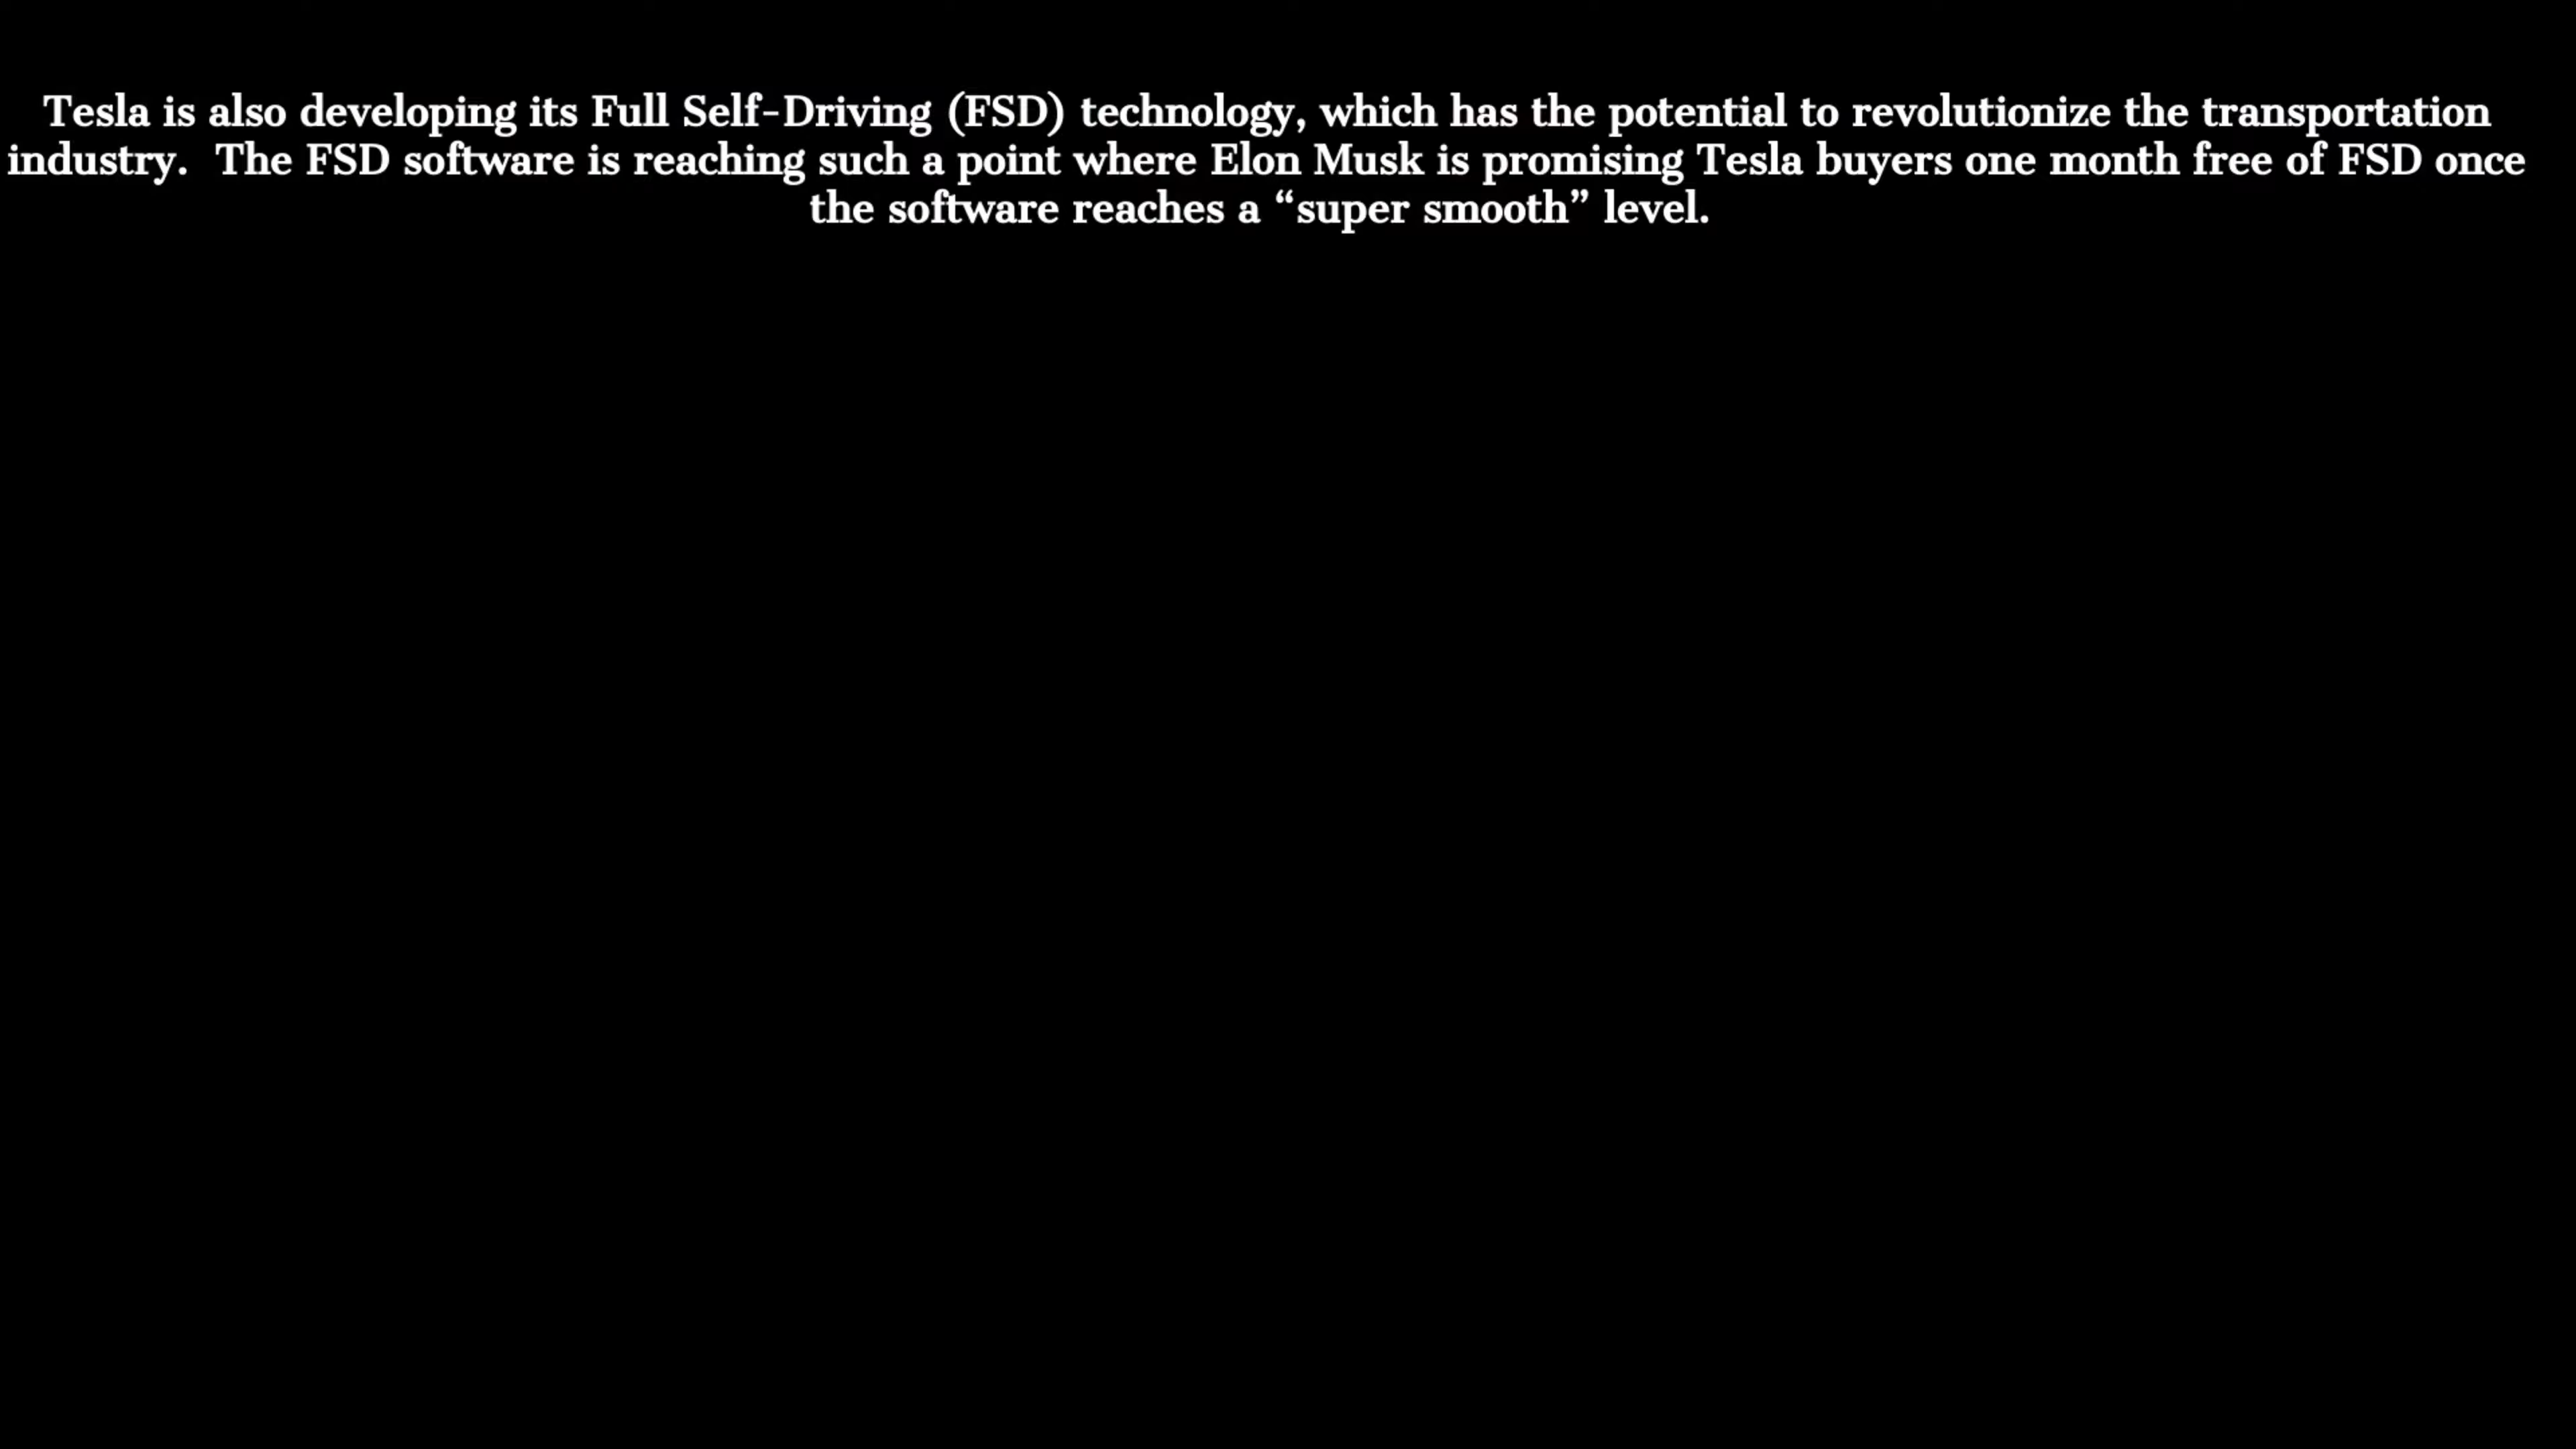 Tesla is also developing its Full Self-Driving (FSD) technology, which has the potential to revolutionize the transportation
industry.  The FSD software is reaching such a point where Elon Musk is promising Tesla buyers one month free of FSD once
the software reaches a “super smooth” level.